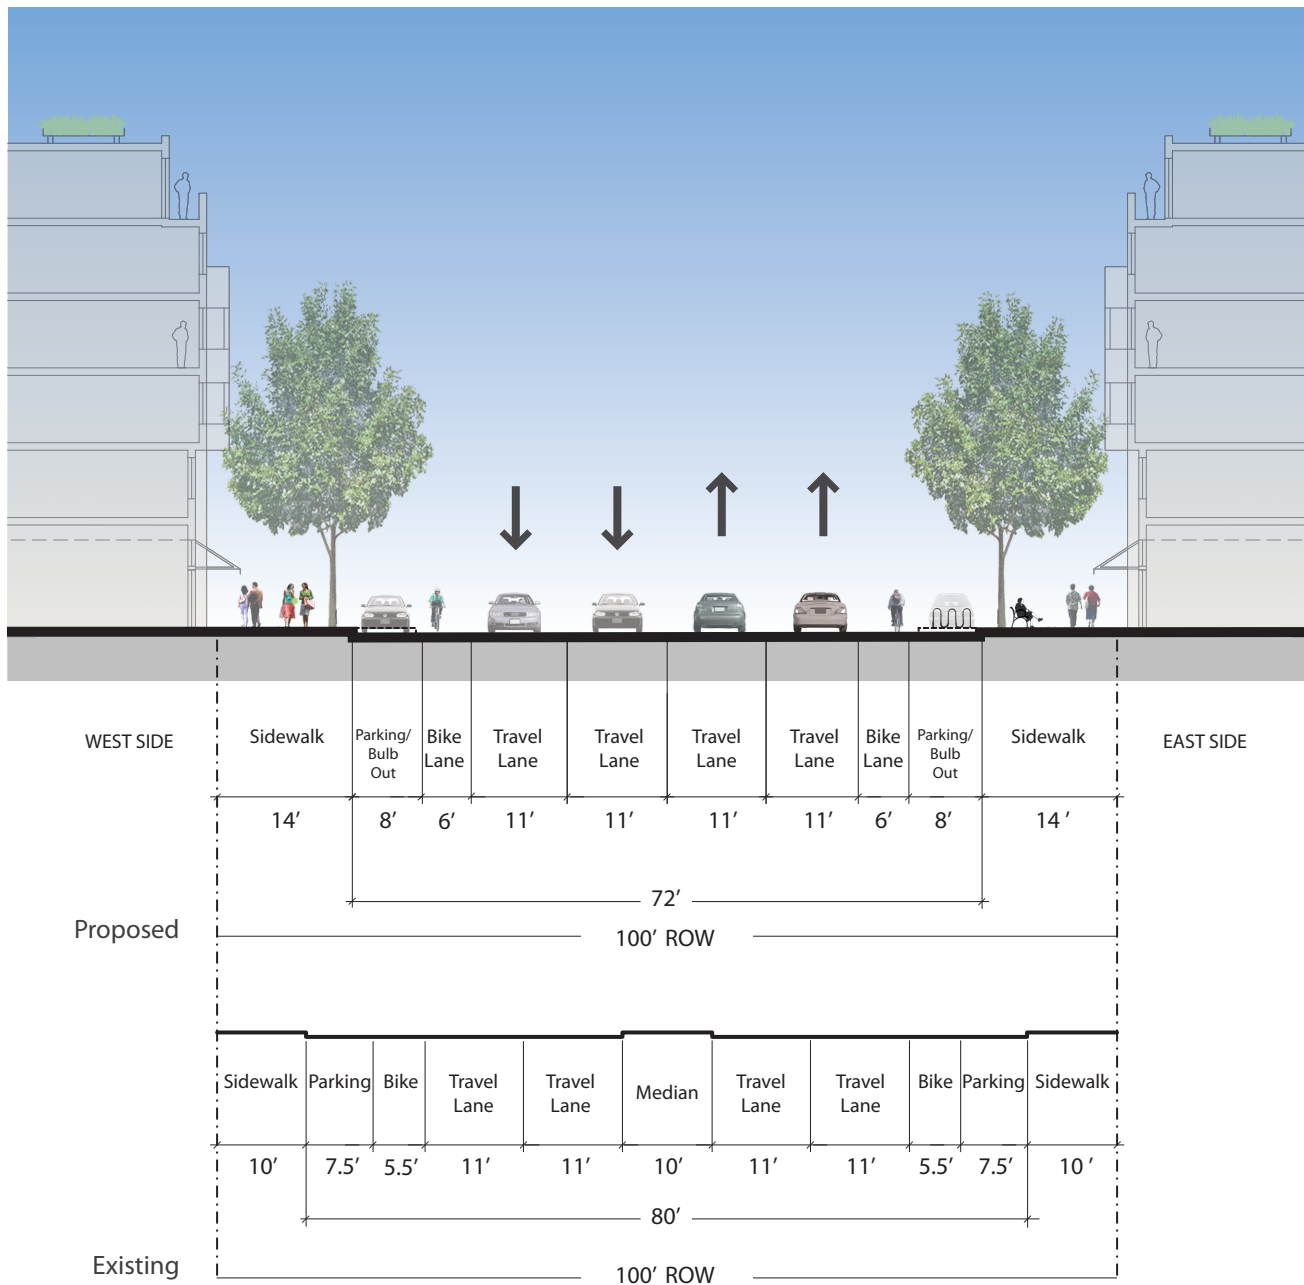 WEST SIDE
Sidewalk
Parking/
Bulb
Out
Bike
Lane
Travel
Lane
Travel
Lane
Travel
Lane
Travel
Lane
Bike
Lane
Parking/
Bulb
Out
Sidewalk
EAST SIDE
14′ 8′ 6′ 11′ 11′ 11′ 11′ 6′ 8′ 14 ′
72′
Proposed
100′ ROW
Sidewalk
Parking
Bike
Travel
Lane
Travel
Lane
Median
Travel
Lane
Travel
Lane
Bike
Parking
Sidewalk
10′ 7.5′ 5.5′ 11′ 11′ 10′ 11′ 11′ 5.5′ 7.5′ 10 ′
80′
Existing
100′ ROW